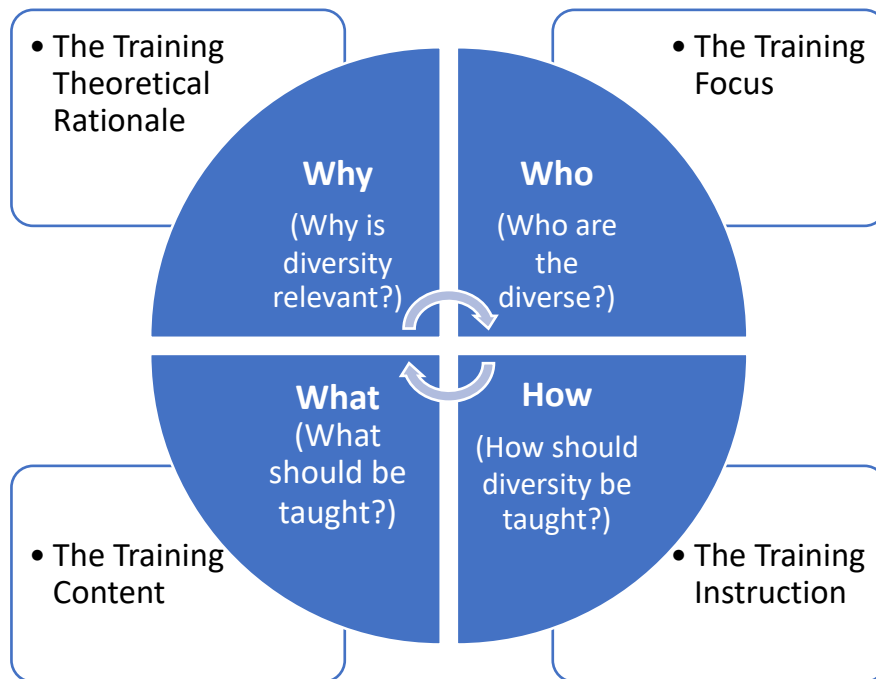 • The Training
Theoretical
Rationale
• The Training
Focus
Why
(Why is
diversity
relevant?)
Who
(Who are
the
diverse?)
What
(What
should be
taught?)
How
(How should
diversity be
taught?)
• The Training
Content
• The Training
Instruction